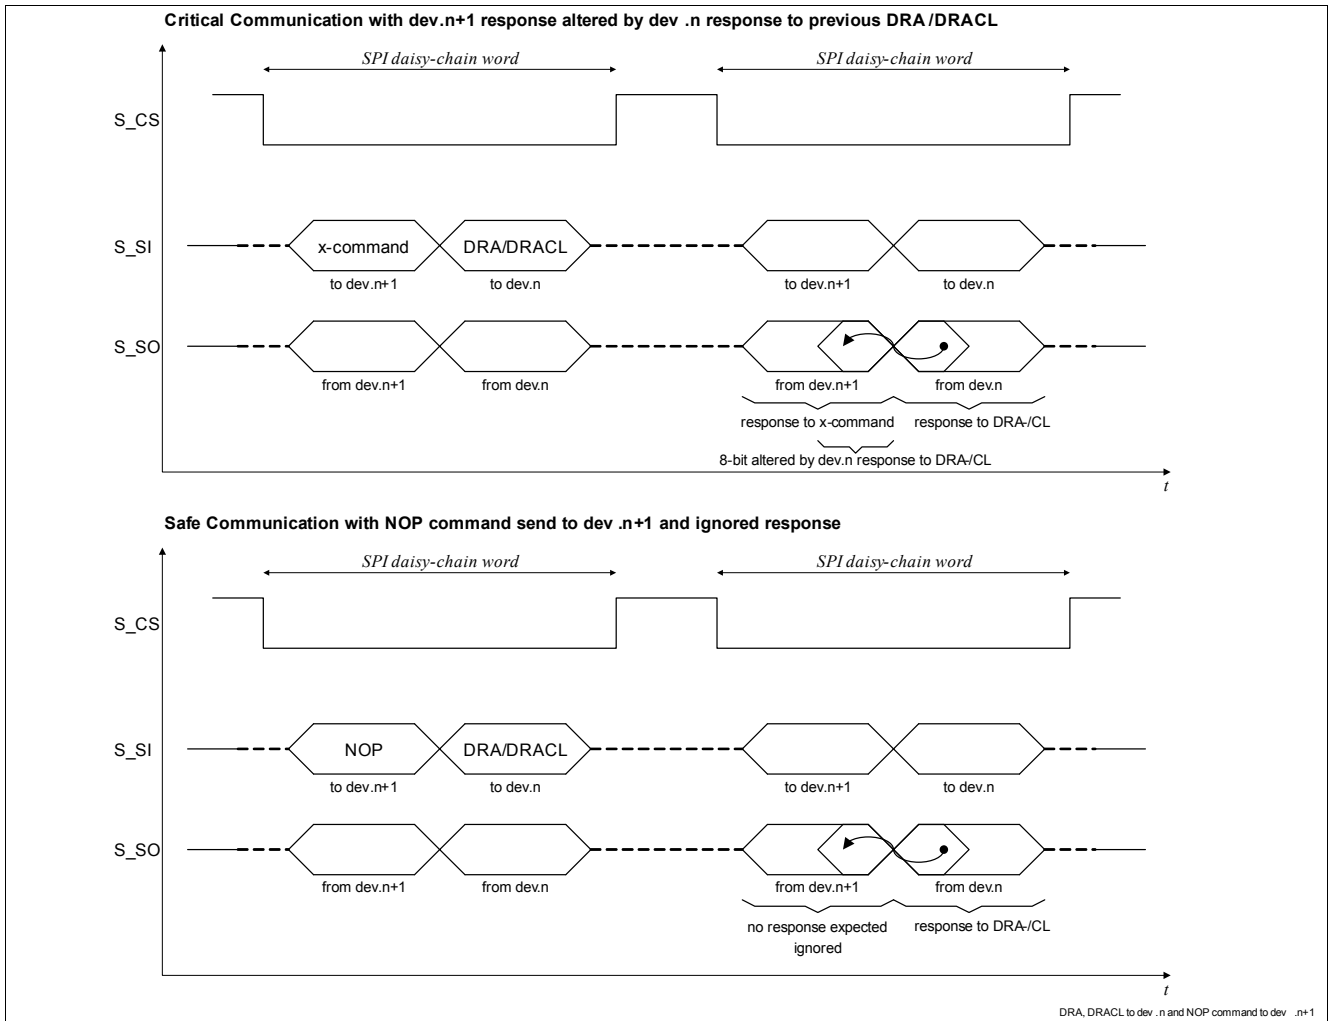 Critical Communication with dev.n+1 response altered by dev .n response to previous DRA/DRACL
SPI daisy-chain word SPI daisy-chain word
S_CS
S_SI x-command DRA/DRACL
to dev.n+1 to dev.n to dev.n+1 to dev.n
S_SO
from dev.n+1 from dev.n from dev.n+1 from dev.n
response to x-command response to DRA-/CL
8-bit altered by dev.n response to DRA-/CL
t
Safe Communication with NOP command send to dev .n+1 and ignored response
SPI daisy-chain word SPI daisy-chain word
S_CS
S_SI NOP DRA/DRACL
to dev.n+1 to dev.n to dev.n+1 to dev.n
S_SO
from dev.n+1 from dev.n from dev.n+1 from dev.n
no response expected response to DRA-/CL
ignored
t
DRA, DRACL to dev .n and NOP command to dev .n+1